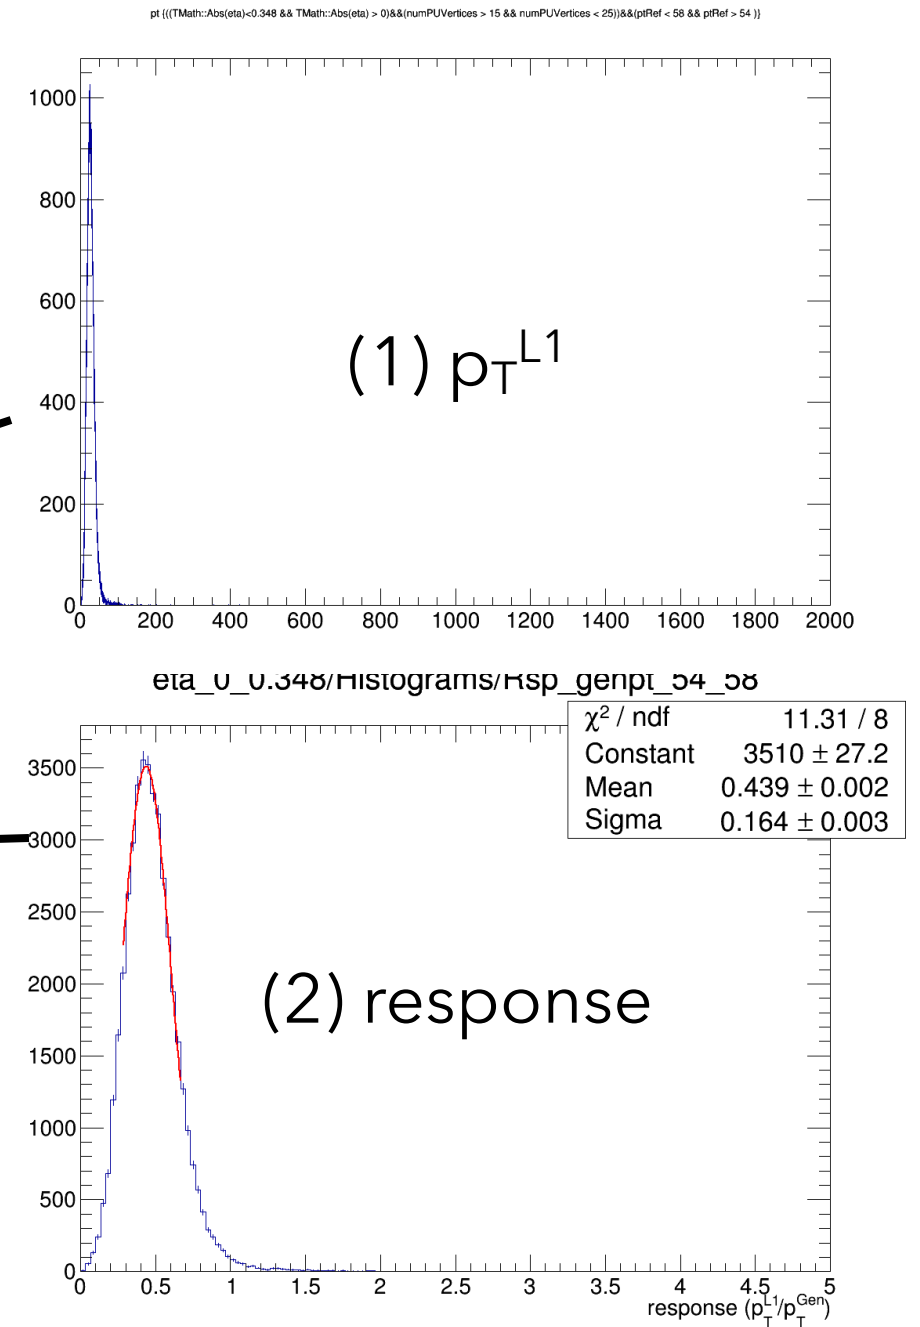 pt {((TMath::Abs(eta)<0.348 && TMath::Abs(eta) > 0)&&(numPUVertices > 15 && numPUVertices < 25))&&(ptRef < 58 && ptRef > 54 )}
1000
800
600
400
200
0
(1) pTL1
0 200 400 600 800 1000 1200 1400 1600 1800 2000
eta_0_0.348/Histograms/Rsp_genpt_54_58
χ2 / ndf 11.31 / 8
Constant 3510 ± 27.2
Mean 0.439 ± 0.002
Sigma 0.164 ± 0.003
3500
3000
2500
2000
1500
1000
500
0
(2) response
0 0.5 1 1.5 2 2.5 3 3.5 4 4.5 5
response (pTL1/pTGen)